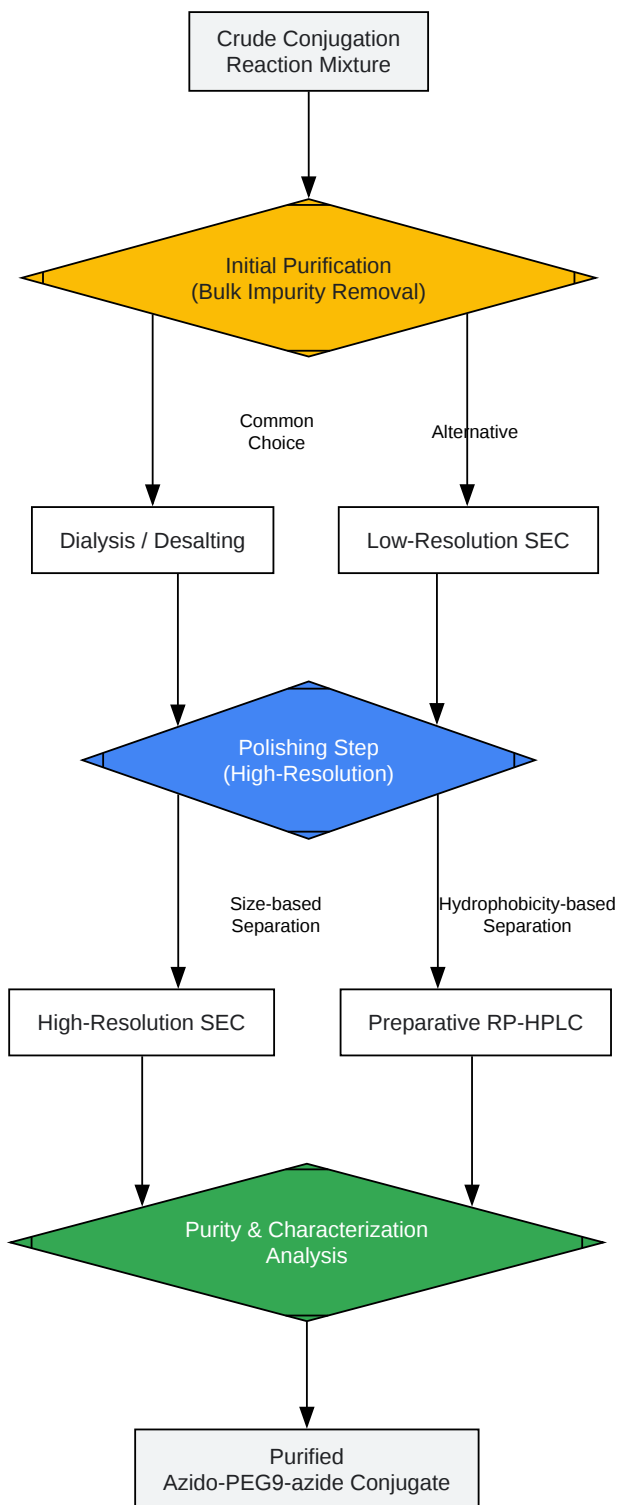 Crude Conjugation
Reaction Mixture
Initial Purification
(Bulk Impurity Removal)
Common
Choice
Alternative
Dialysis / Desalting
Low-Resolution SEC
Polishing Step
(High-Resolution)
Size-based
Separation
Hydrophobicity-based
Separation
High-Resolution SEC
Preparative RP-HPLC
Purity & Characterization
Analysis
Purified
Azido-PEG9-azide Conjugate